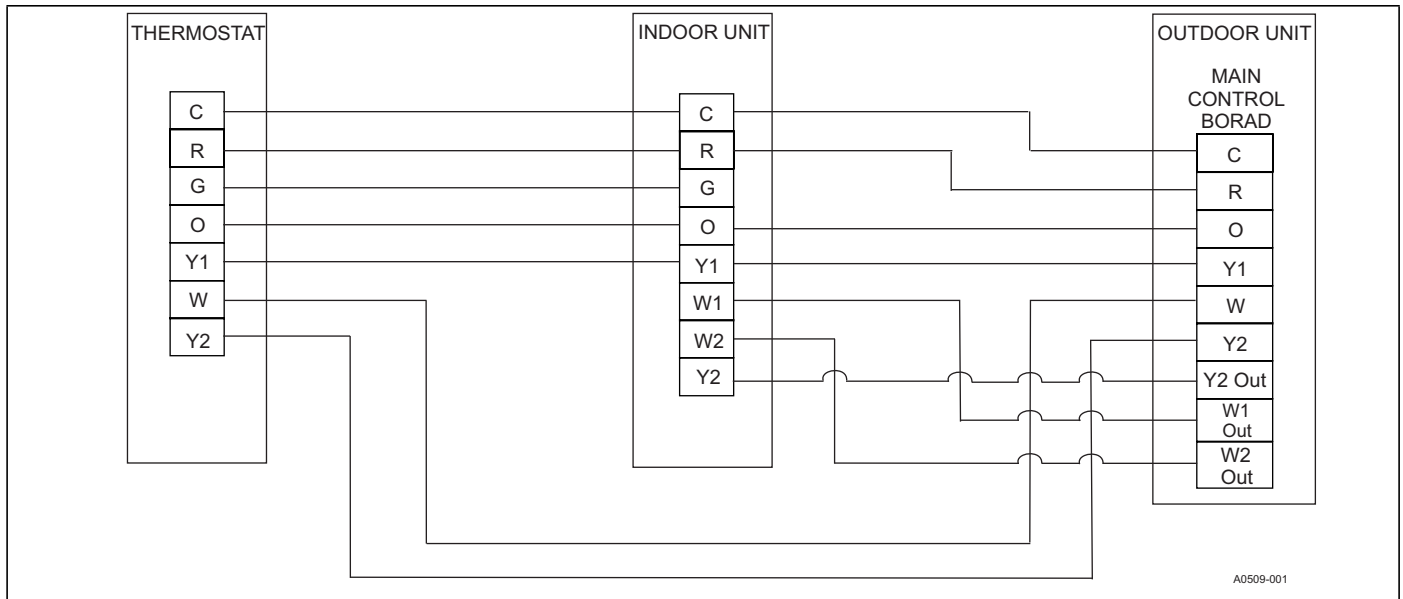 THERMOSTAT
C
R
G
O
Y1
W
Y2
INDOOR UNIT
C
R
G
O
Y1
W1
W2
Y2
OUTDOOR UNIT
MAIN
CONTROL
BORAD
C
R
O
Y1
W
Y2
Y2 Out
W1
Out
W2
Out
A0509-001